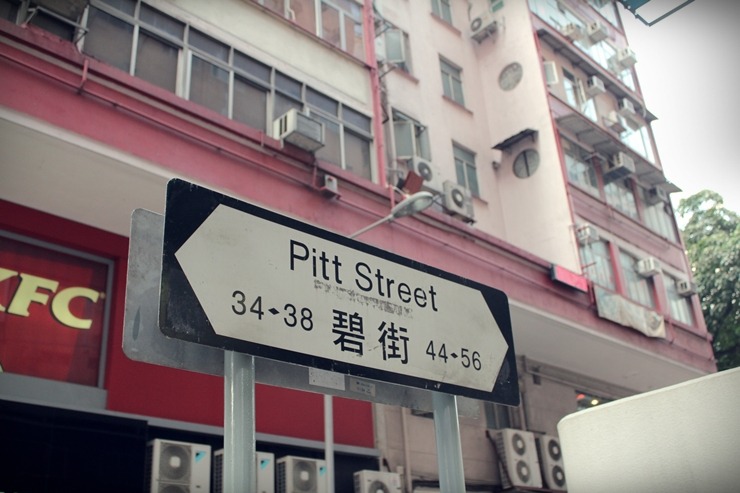 KFC
Pitt Street
34◆38 碧街 44◆56